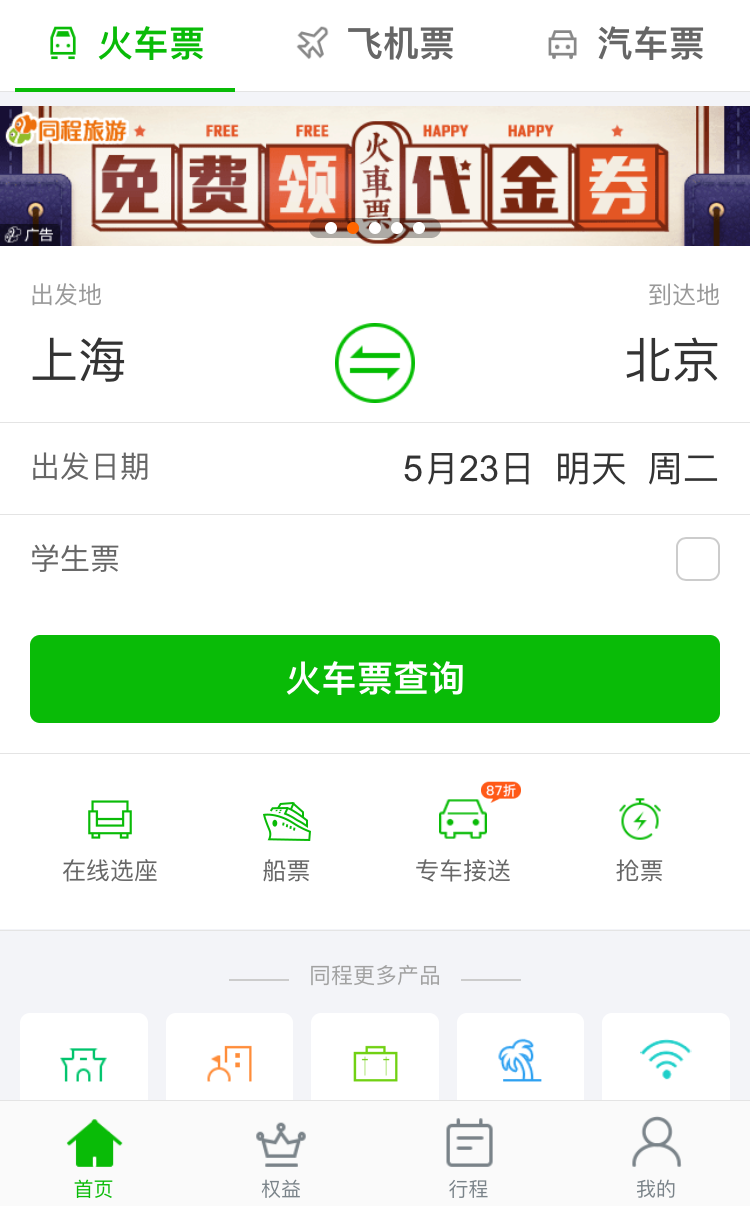 火车票 飞机票 汽车票
同程旅游
FREE FREE HAPPY HAPPY
免费领火車票代金券
广告
出发地 到达地
上海 北京
出发日期 5月23日 明天 周二
学生票
火车票查询
87折
在线选座 船票 专车接送 抢票
同程更多产品
首页 权益 行程 我的